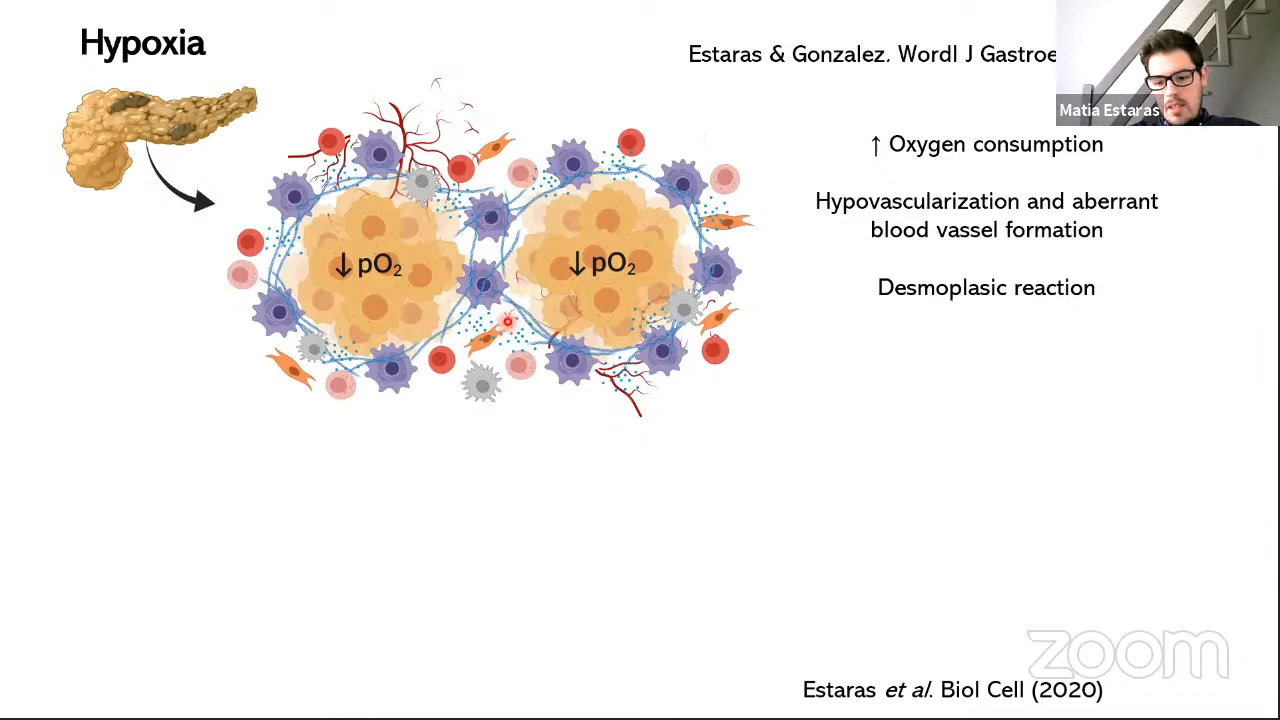 Hypoxia
Estaras & Gonzalez. Wordl J Gastroe
Matia Estaras
↑ Oxygen consumption
Hypovascularization and aberrant
blood vassel formation
Desmoplasic reaction
↓ pO₂
↓ pO₂
zoom
Estaras et al. Biol Cell (2020)